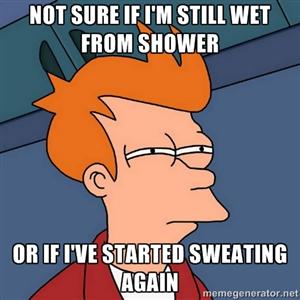 NOT SURE IF I'M STILL WET
FROM SHOWER
OR IF I'VE STARTED SWEATING
AGAIN
memegenerator.net